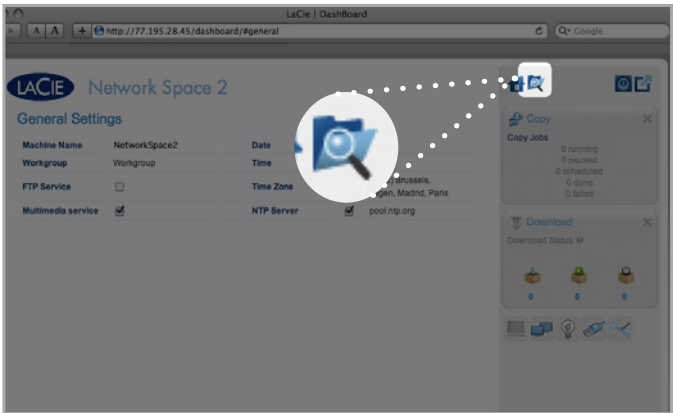 LaCie | DashBoard
A A + http://77.195.28.45/dashboard/#general C Q Google
LACIE Network Space 2
General Settings
Machine Name NetworkSpace2 Date
Workgroup Workgroup Time
FTP Service Time Zone Brussels,
Madrid, Paris
Multimedia service NTP Server pool.ntp.org
Copy
Copy Jobs
0 running
0 paused
0 scheduled
0 done
0 failed
Download
Download Status
0 0 0